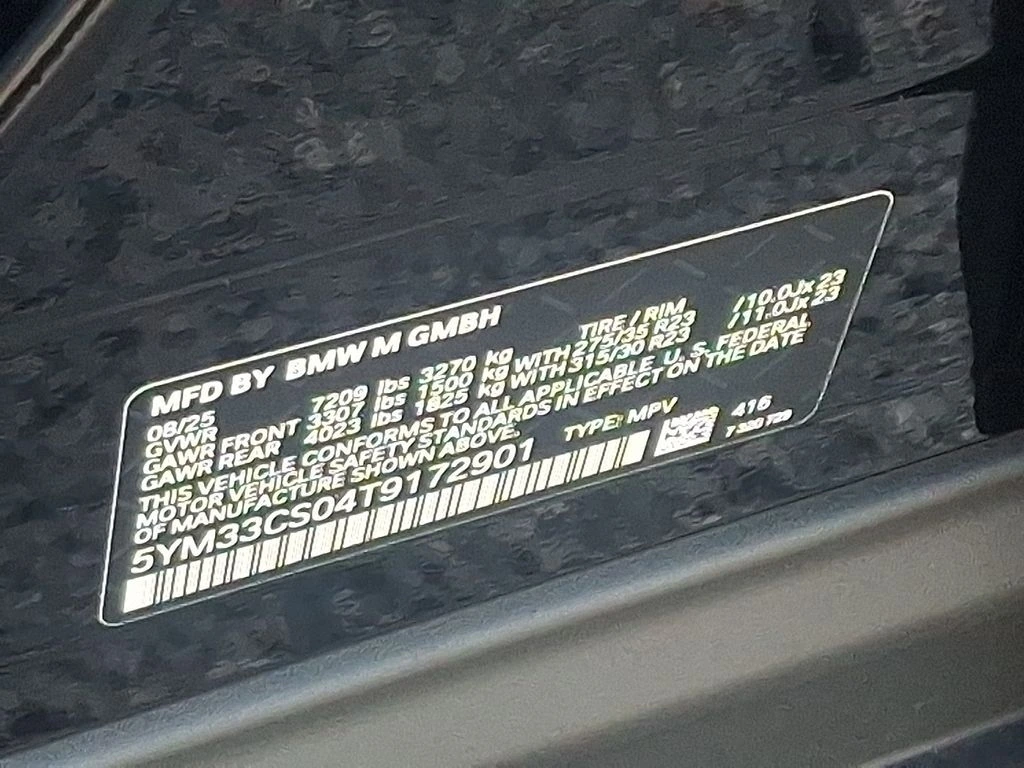 MFD BY BMW M GMBH
08/25
GVWR 7209 lbs 3270 kg TIRE / RIM
GAWR FRONT 3307 lbs 1500 kg WITH 275/35 R23 /10.0Jx23
GAWR REAR 4023 lbs 1825 kg WITH 315/30 R23 /11.0Jx23
THIS VEHICLE CONFORMS TO ALL APPLICABLE U. S. FEDERAL
MOTOR VEHICLE SAFETY STANDARDS IN EFFECT ON THE DATE
OF MANUFACTURE SHOWN ABOVE.
5YM33CS04T9172901 TYPE: MPV 416